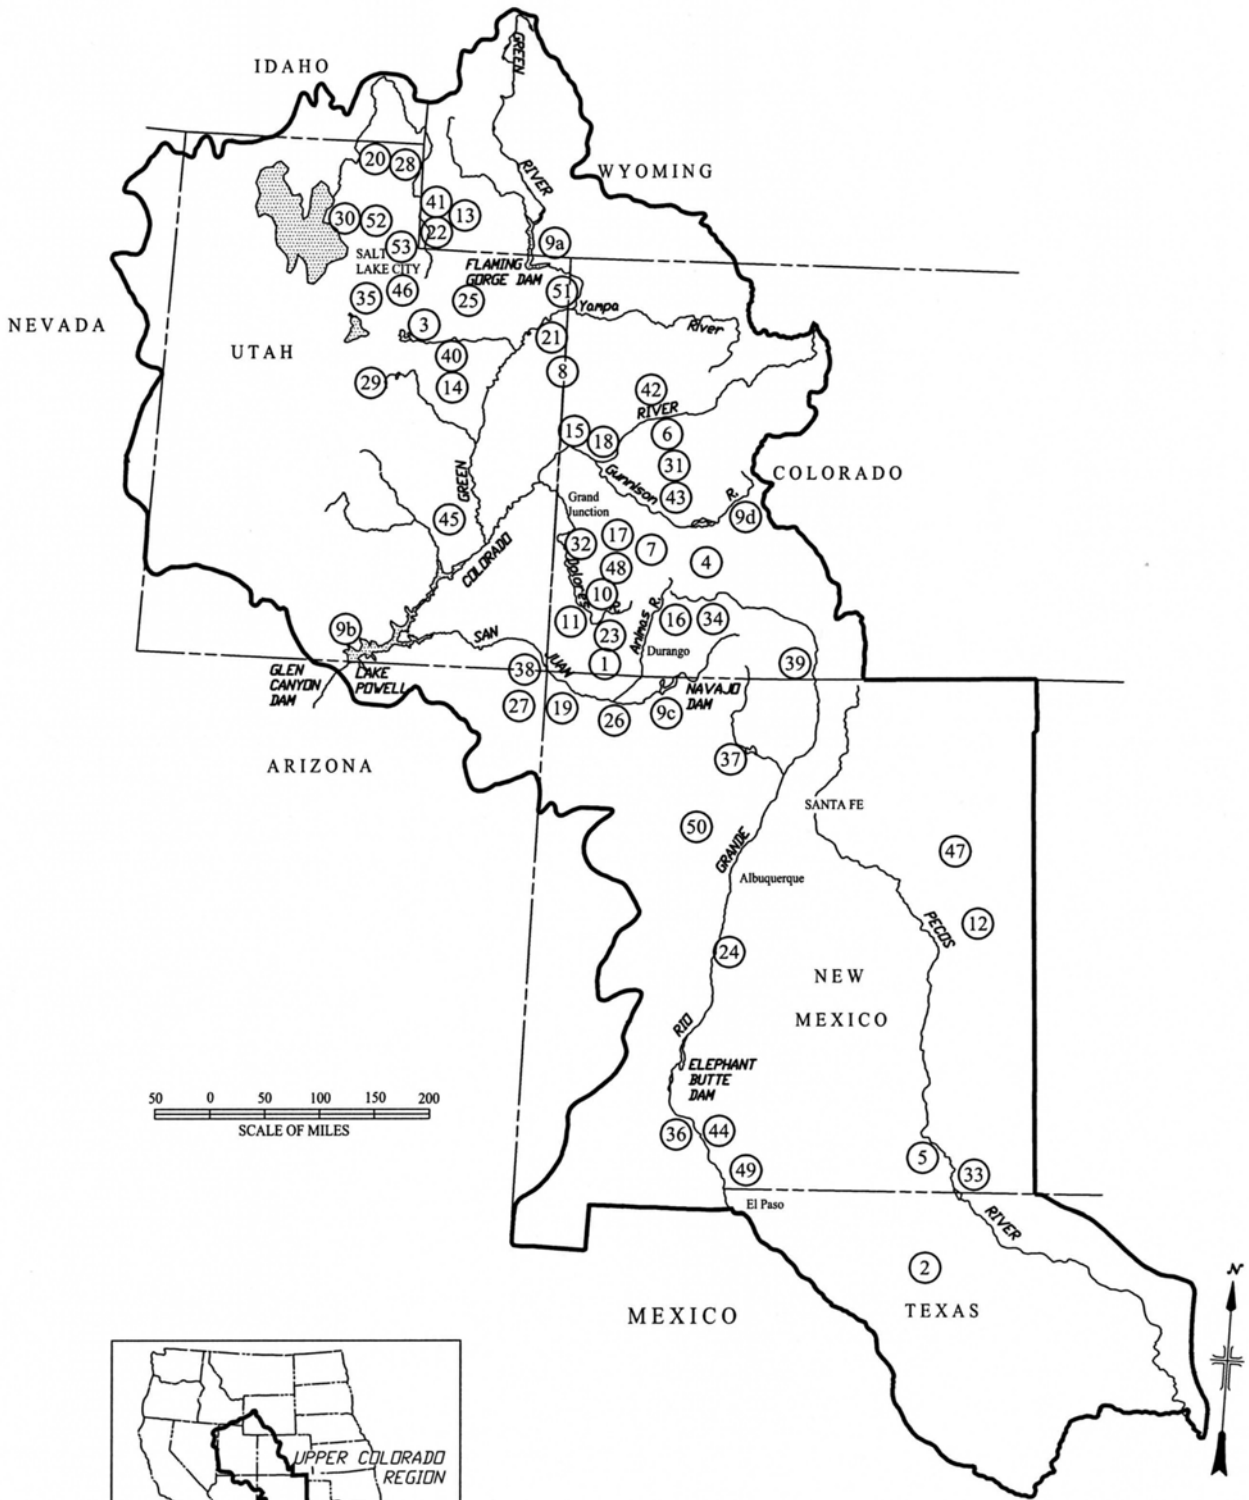 GREEN
IDAHO
RIVER
WYOMING
20
28
41
13
30
52
22
53
9a
SALT
LAKE CITY
FLAMING
GORGE DAM
51
46
35
25
Yampa
River
NEVADA
3
21
UTAH
40
8
29
14
42
RIVER
15
18
6
31
Gunnison
COLORADO
GREEN
43
R.
Grand
Junction
9d
45
17
32
7
COLORADO
4
48
Dolores
R.
10
Animas R.
11
16
34
9b
23
SAN
JUAN
Durango
1
39
38
GLEN
CANYON
DAM
LAKE
POWELL
NAVAJO
DAM
27
19
26
9c
37
ARIZONA
SANTA FE
50
GRANDE
47
Albuquerque
PECOS
12
24
NEW
MEXICO
RIO
ELEPHANT
BUTTE
DAM
50 0 50 100 150 200
SCALE OF MILES
36
44
5
49
33
El Paso
RIVER
2
N
MEXICO
TEXAS
UPPER COLORADO
REGION